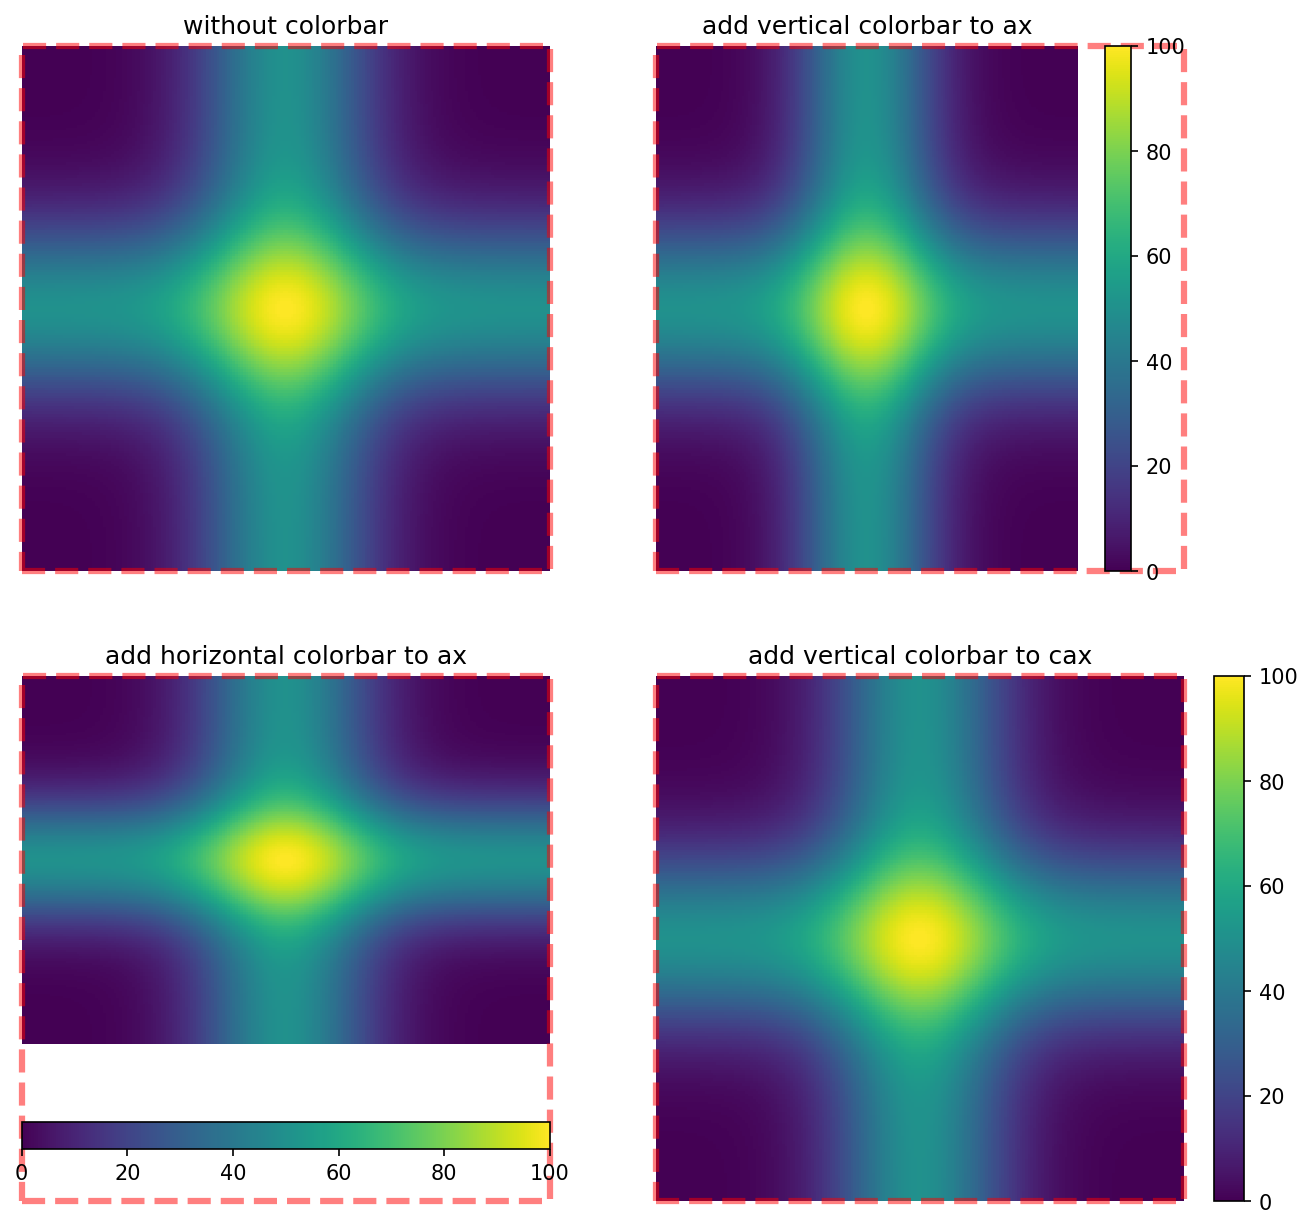 without colorbar
add vertical colorbar to ax
100
80
60
40
20
0
add horizontal colorbar to ax
0 20 40 60 80 100
add vertical colorbar to cax
100
80
60
40
20
0